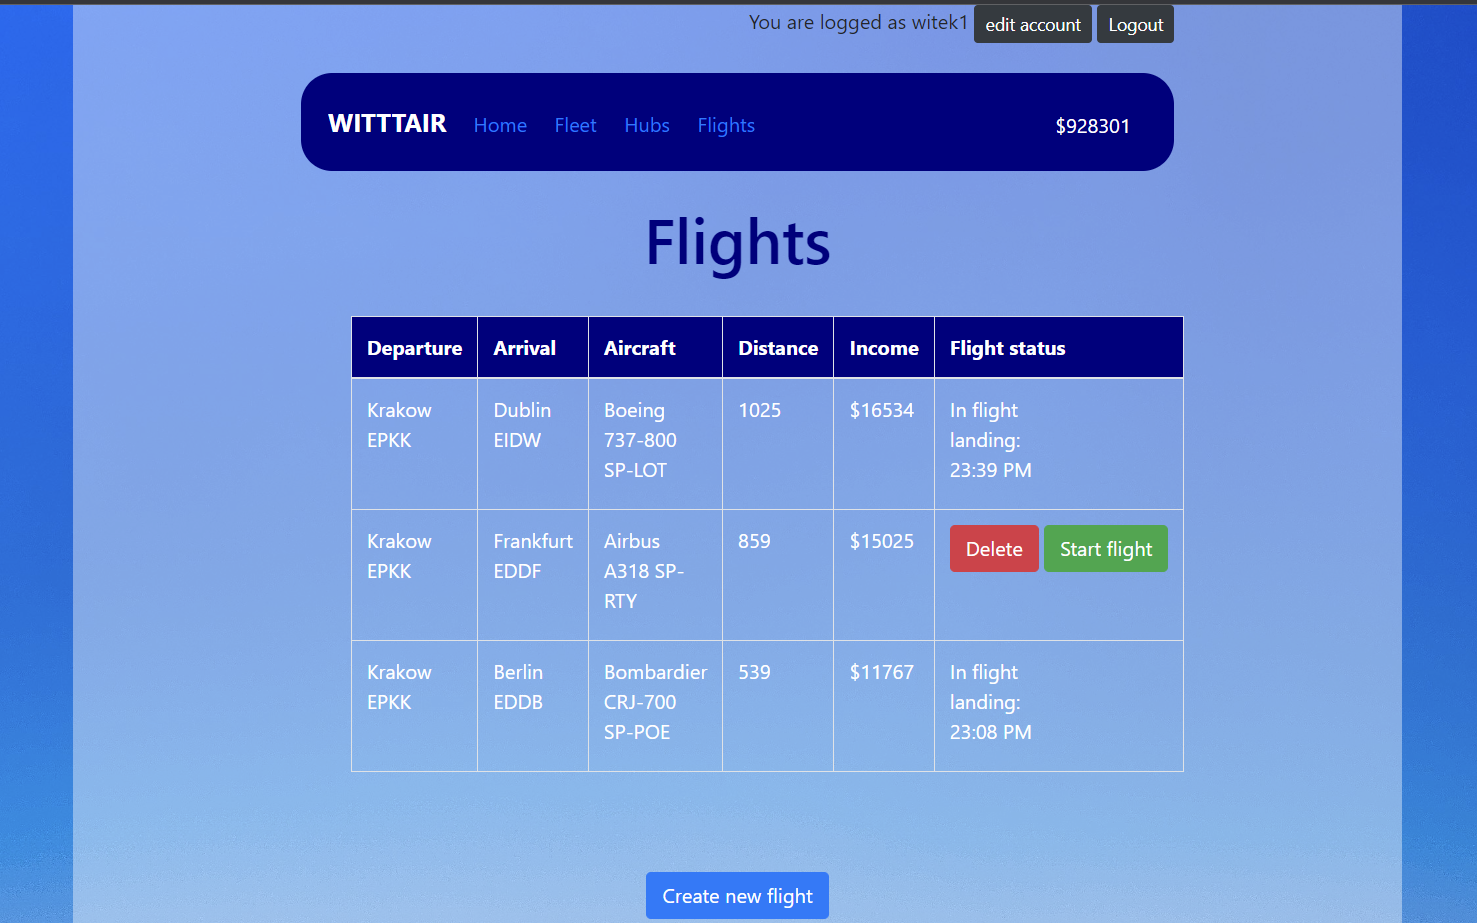 You are logged as witek1 edit account Logout
WITTTAIR Home Fleet Hubs Flights $928301
Flights
Departure Arrival Aircraft Distance Income Flight status
Krakow Dublin Boeing 1025 $16534 In flight
EPKK EIDW 737-800 landing:
SP-LOT 23:39 PM
Krakow Frankfurt Airbus 859 $15025 Delete Start flight
EPKK EDDF A318 SP-
RTY
Krakow Berlin Bombardier 539 $11767 In flight
EPKK EDDB CRJ-700 landing:
SP-POE 23:08 PM
Create new flight